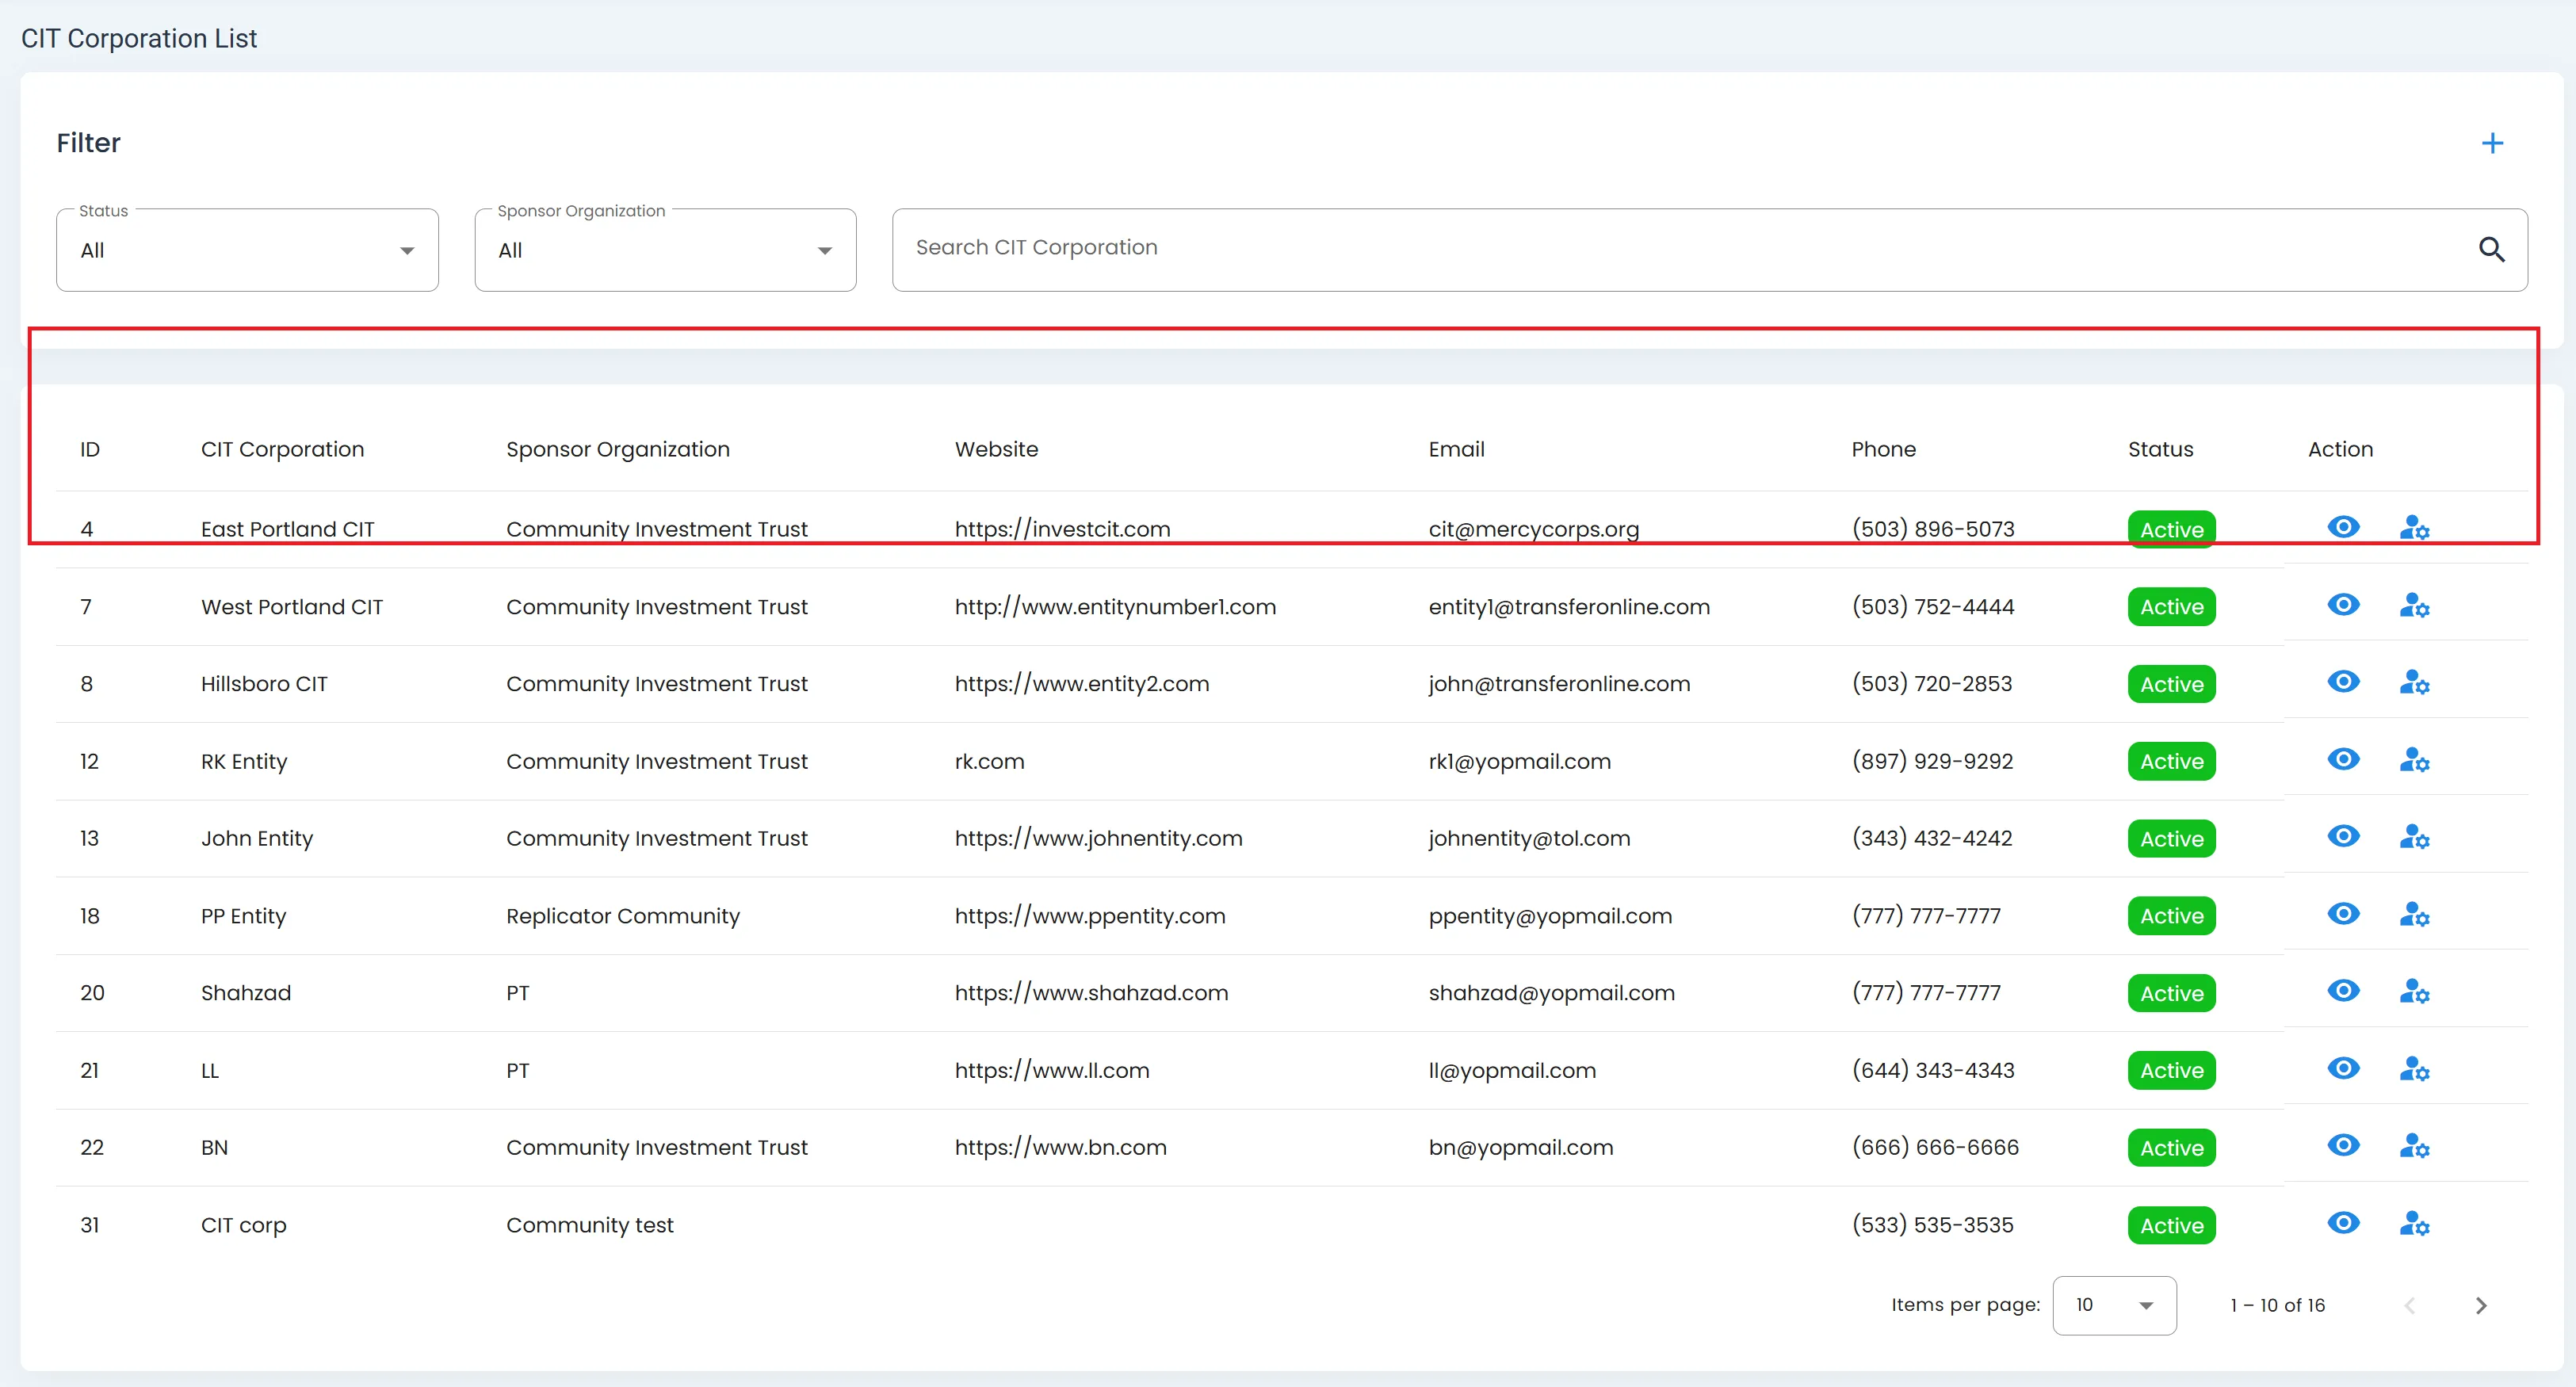 CIT Corporation List
Filter
Status
All
Sponsor Organization
All
Search CIT Corporation
ID CIT Corporation Sponsor Organization Website Email Phone Status Action
4 East Portland CIT Community Investment Trust https://investcit.com cit@mercycorps.org (503) 896-5073 Active
7 West Portland CIT Community Investment Trust http://www.entitynumber1.com entity1@transferonline.com (503) 752-4444 Active
8 Hillsboro CIT Community Investment Trust https://www.entity2.com john@transferonline.com (503) 720-2853 Active
12 RK Entity Community Investment Trust rk.com rk1@yopmail.com (897) 929-9292 Active
13 John Entity Community Investment Trust https://www.johnentity.com johnentity@tol.com (343) 432-4242 Active
18 PP Entity Replicator Community https://www.ppentity.com ppentity@yopmail.com (777) 777-7777 Active
20 Shahzad PT https://www.shahzad.com shahzad@yopmail.com (777) 777-7777 Active
21 LL PT https://www.ll.com ll@yopmail.com (644) 343-4343 Active
22 BN Community Investment Trust https://www.bn.com bn@yopmail.com (666) 666-6666 Active
31 CIT corp Community test (533) 535-3535 Active
Items per page: 10 1 – 10 of 16